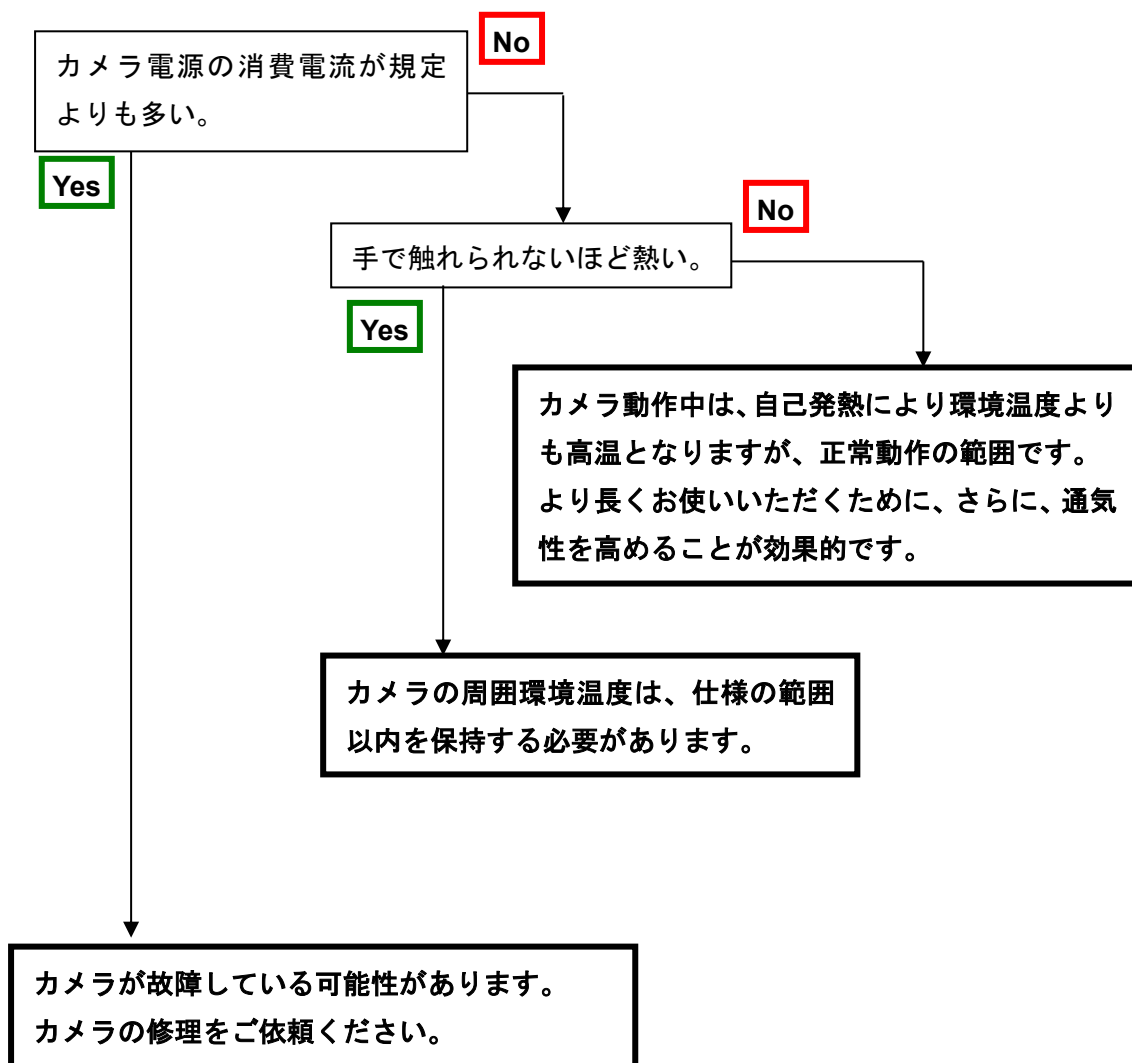 No
カメラ電源の消費電流が規定
よりも多い。
Yes
No
手で触れられないほど熱い。
Yes
カメラ動作中は、自己発熱により環境温度より
も高温となりますが、正常動作の範囲です。
より長くお使いいただくために、さらに、通気
性を高めることが効果的です。
カメラの周囲環境温度は、仕様の範囲
以内を保持する必要があります。
カメラが故障している可能性があります。
カメラの修理をご依頼ください。